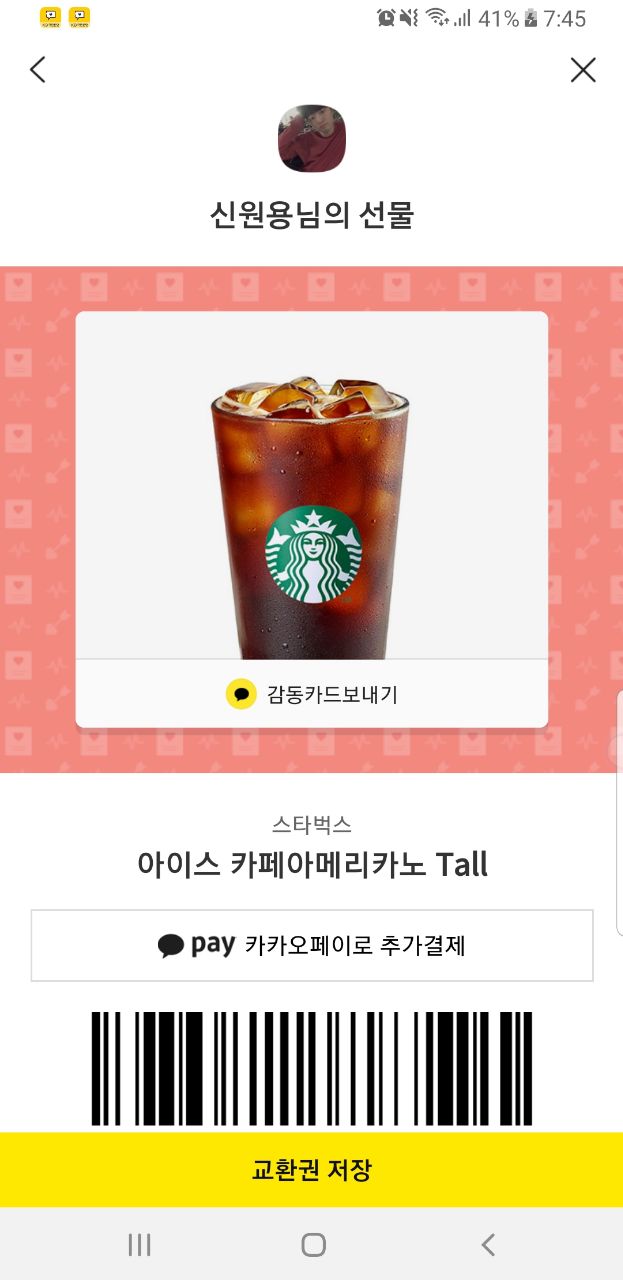 41% 7:45
신원용님의 선물
감동카드보내기
스타벅스
아이스 카페아메리카노 Tall
pay 카카오페이로 추가결제
교환권 저장